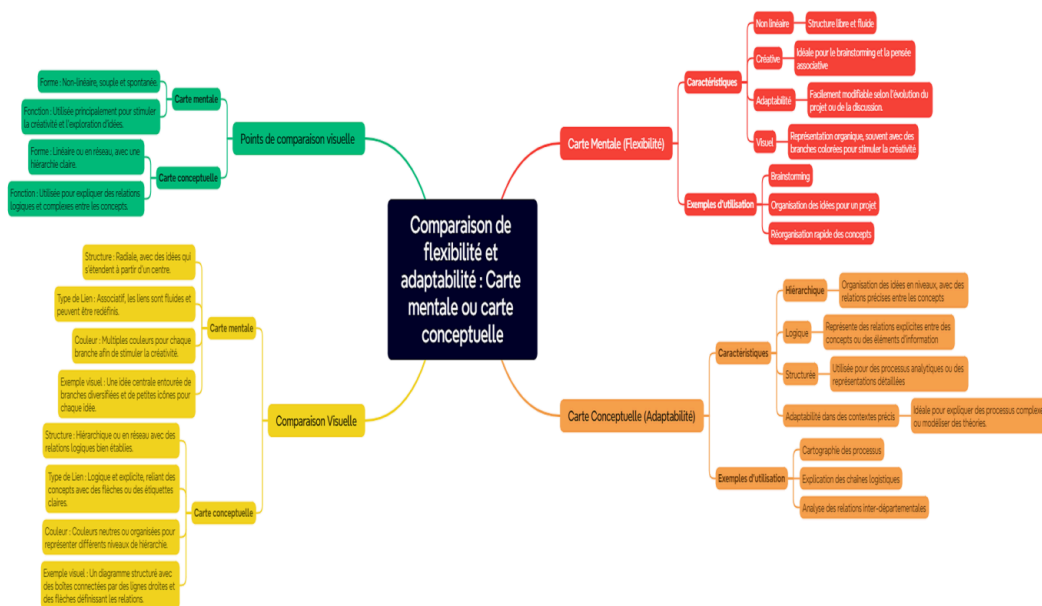 Comparaison de
flexibilité et
adaptabilité : Carte
mentale ou carte
conceptuelle
Carte Mentale (Flexibilité)
Caractéristiques
Non linéaire
Structure libre et fluide
Créative
Idéale pour le brainstorming et la pensée
associative
Adaptabilité
Facilement modifiable selon l'évolution du
projet ou de la discussion.
Visuel
Représentation organique, souvent avec des
branches colorées pour stimuler la créativité
Exemples d'utilisation
Brainstorming
Organisation des idées pour un projet
Réorganisation rapide des concepts
Carte Conceptuelle (Adaptabilité)
Caractéristiques
Hiérarchique
Organisation des idées en niveaux, avec des
relations précises entre les concepts
Logique
Représente des relations explicites entre des
concepts ou des éléments d'information
Structurée
Utilisée pour des processus analytiques ou des
représentations détaillées
Adaptabilité dans des contextes précis
Idéale pour expliquer des processus complexe
ou modéliser des théories.
Exemples d'utilisation
Cartographie des processus
Explication des chaînes logistiques
Analyse des relations inter-départementales
Points de comparaison visuelle
Carte mentale
Forme : Non-linéaire, souple et spontanée.
Fonction : Utilisée principalement pour stimuler
la créativité et l'exploration d'idées.
Carte conceptuelle
Forme : Linéaire ou en réseau, avec une
hiérarchie claire.
Fonction : Utilisée pour expliquer des relations
logiques et complexes entre les concepts.
Comparaison Visuelle
Carte mentale
Structure : Radiale, avec des idées qui
s'étendent à partir d'un centre.
Type de Lien : Associatif, les liens sont fluides et
peuvent être redéfinis.
Couleur : Multiples couleurs pour chaque
branche afin de stimuler la créativité.
Exemple visuel : Une idée centrale entourée de
branches diversifiées et de petites icônes pour
chaque idée.
Carte conceptuelle
Structure : Hiérarchique ou en réseau avec des
relations logiques bien établies.
Type de Lien : Logique et explicite, reliant des
concepts avec des flèches ou des étiquettes
claires.
Couleur : Couleurs neutres ou organisées pour
représenter différents niveaux de hiérarchie.
Exemple visuel : Un diagramme structuré avec
des boîtes connectées par des lignes droites et
des flèches définissant les relations.